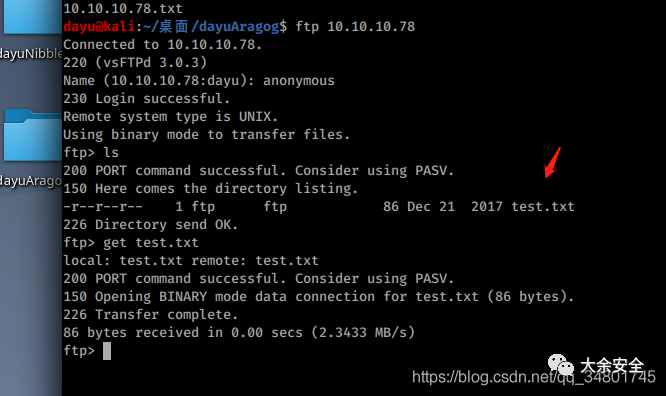 10.10.10.78.txt
dayu@kali:~/桌面/dayuAragog$ ftp 10.10.10.78
Connected to 10.10.10.78.
220 (vsFTPd 3.0.3)
Name (10.10.10.78:dayu): anonymous
230 Login successful.
Remote system type is UNIX.
Using binary mode to transfer files.
ftp> ls
200 PORT command successful. Consider using PASV.
150 Here comes the directory listing.
-r--r--r--    1 ftp      ftp            86 Dec 21  2017 test.txt
226 Directory send OK.
ftp> get test.txt
local: test.txt remote: test.txt
200 PORT command successful. Consider using PASV.
150 Opening BINARY mode data connection for test.txt (86 bytes).
226 Transfer complete.
86 bytes received in 0.00 secs (2.3433 MB/s)
ftp>
dayuNibble
dayuArago
大余安全
https://blog.csdn.net/qq_34801745